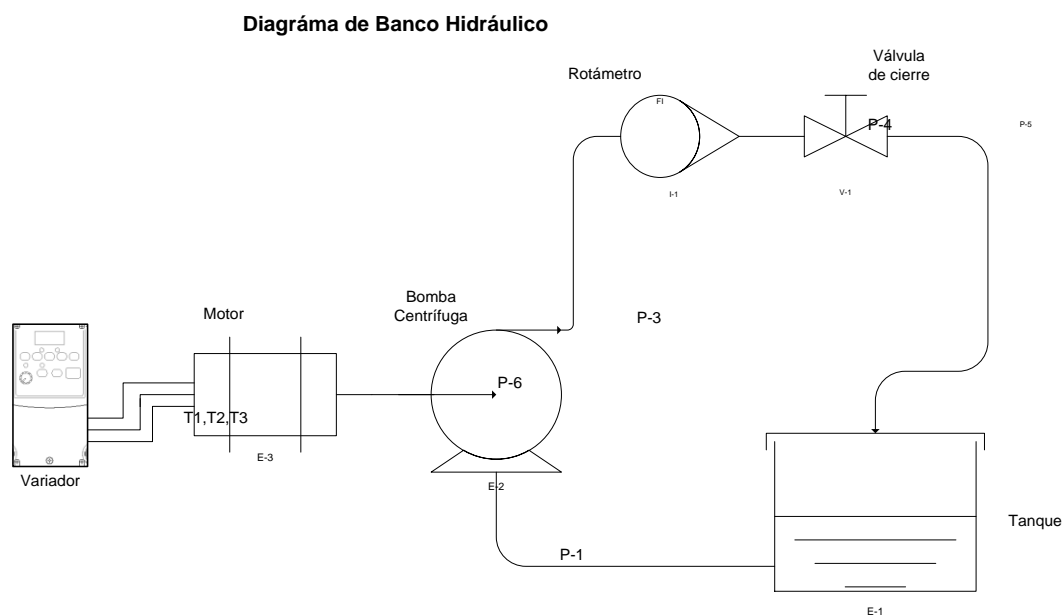 Diagráma de Banco Hidráulico
Válvula
de cierre
Rotámetro
FI
P-4
P-5
I-1
V-1
Bomba
Centrífuga
Motor
P-3
P-6
T1,T2,T3
E-3
Variador
E-2
Tanque
P-1
E-1